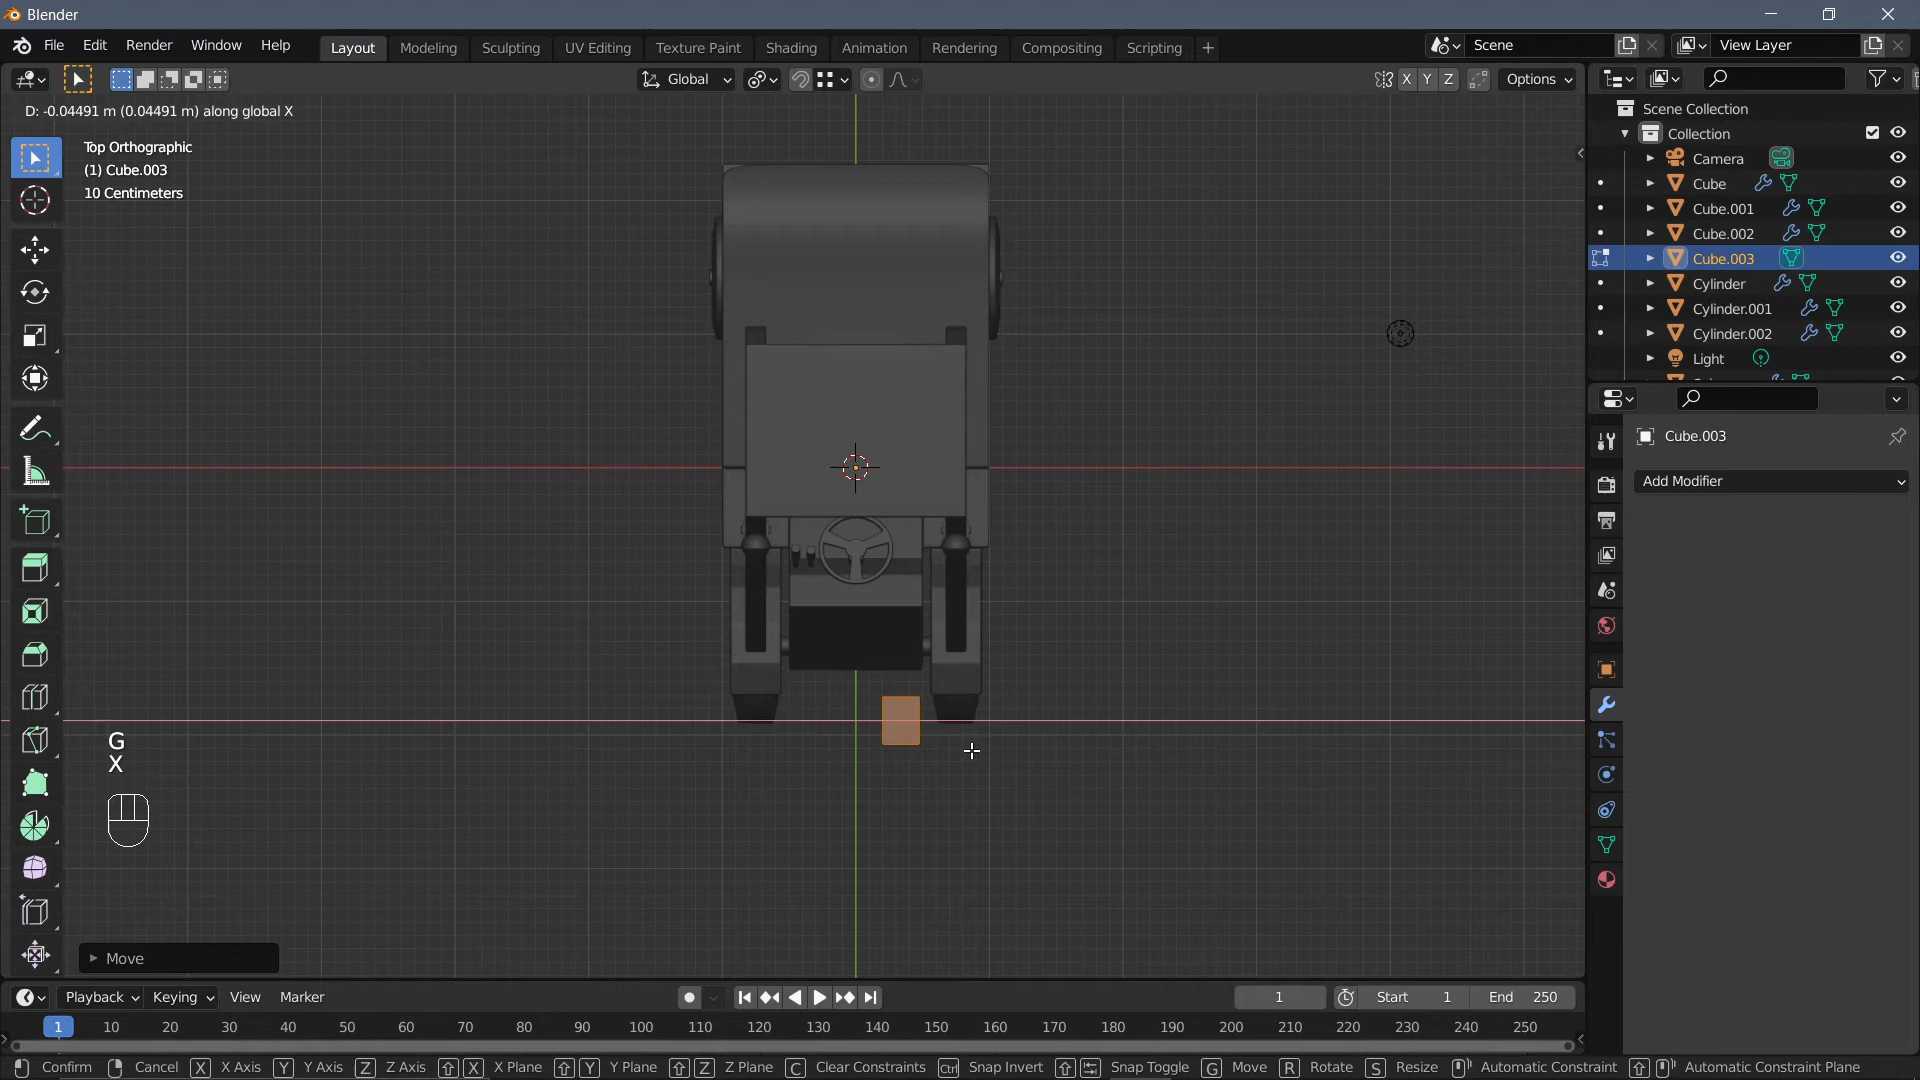 Blender
File Edit Render Window Help
Layout Modeling Sculpting UV Editing Texture Paint Shading Animation Rendering Compositing Scripting +
Scene
View Layer
Global
X Y Z
Options
D: -0.04491 m (0.04491 m) along global X
Top Orthographic
(1) Cube.003
10 Centimeters
Scene Collection
Collection
Camera
Cube
Cube.001
Cube.002
Cube.003
Cylinder
Cylinder.001
Cylinder.002
Light
Cube.003
Add Modifier
G
X
Move
Playback Keying View Marker
1
Start 1
End 250
1 10 20 30 40 50 60 70 80 90 100 110 120 130 140 150 160 170 180 190 200 210 220 230 240 250
Confirm Cancel X X Axis Y Y Axis Z Z Axis X X Plane Y Y Plane Z Z Plane C Clear Constraints Ctrl Snap Invert Snap Toggle G Move R Rotate S Resize Automatic Constraint Automatic Constraint Plane